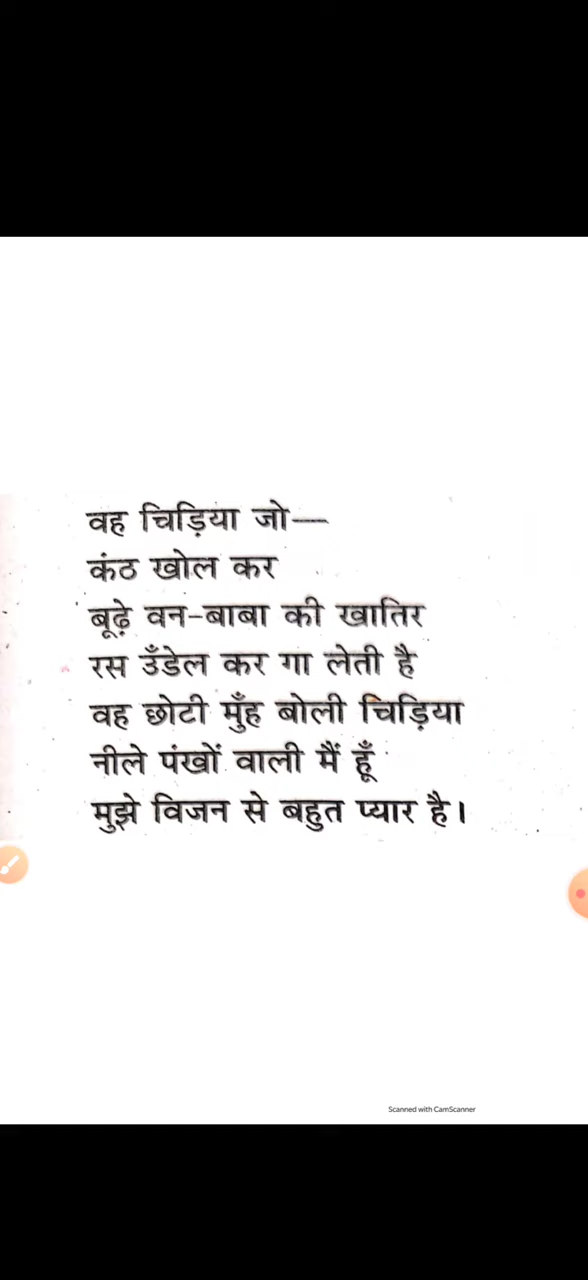 वह चिड़िया जो—
कंठ खोल कर
बूढ़े वन-बाबा की खातिर
रस उँडेल कर गा लेती है
वह छोटी मुँह बोली चिड़िया
नीले पंखों वाली मैं हूँ
मुझे विजन से बहुत प्यार है।
Scanned with CamScanner